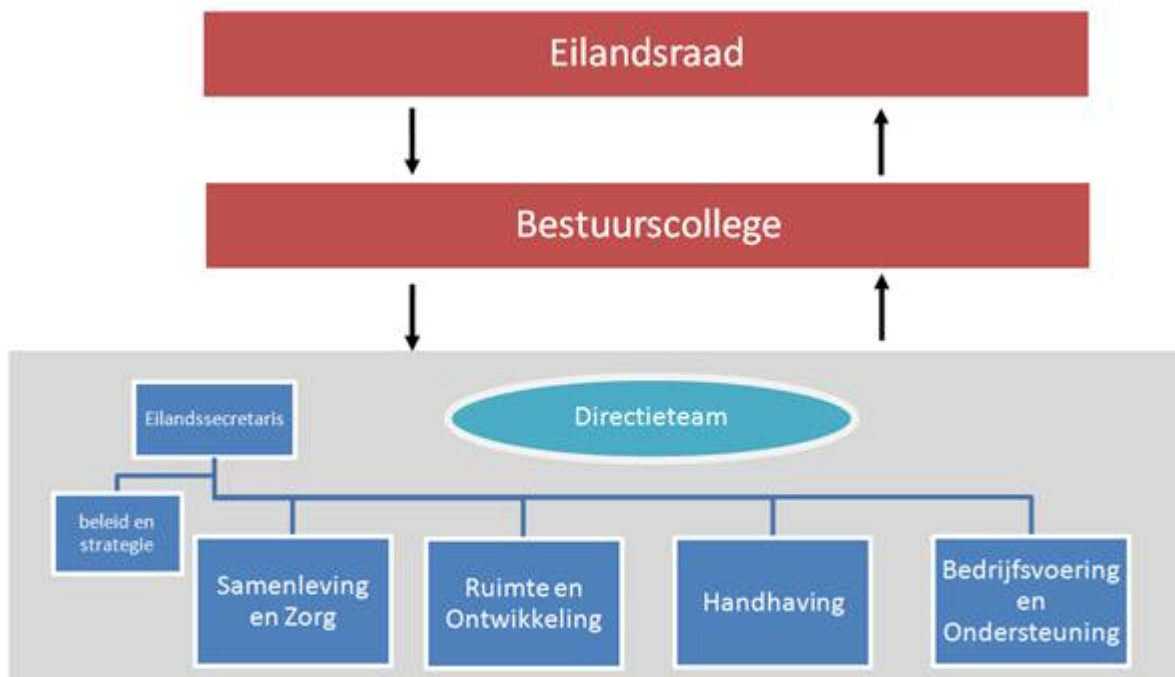 Eilandsraad
Bestuurscollege
Eilandssecretaris
Directieteam
beleid en
strategie
Samenleving
en Zorg
Ruimte en
Ontwikkeling
Handhaving
Bedrijfsvoering
en
Ondersteuning